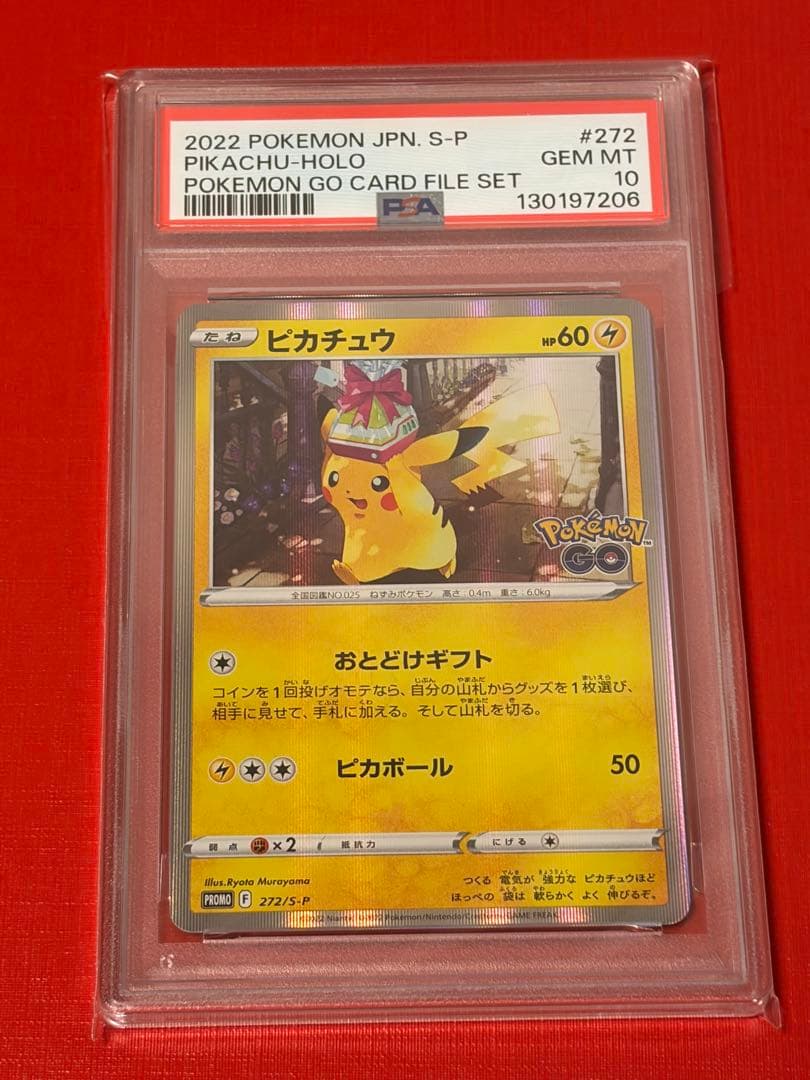 2022 POKEMON JPN. S-P #272
PIKACHU-HOLO GEM MT
POKEMON GO CARD FILE SET 10
PSA 130197206
たね ピカチュウ HP60
POKéMON™
GO
全国図鑑NO.025 ねずみポケモン 高さ:0.4m 重さ:6.0kg
おとどけギフト
コインを1回投げオモテなら、自分の山札からグッズを1枚選び、
相手に見せて、手札に加える。そして山札を切る。
ピカボール 50
弱点 ×2 抵抗力 にげる
Illus.Ryota Murayama
つくる 電気が 強力な ピカチュウほど
PROMO F 272/S-P
ほっぺの 袋は 軟らかく よく 伸びるぞ。
Pokémon/Nintendo/Creatures/GAME FREAK.